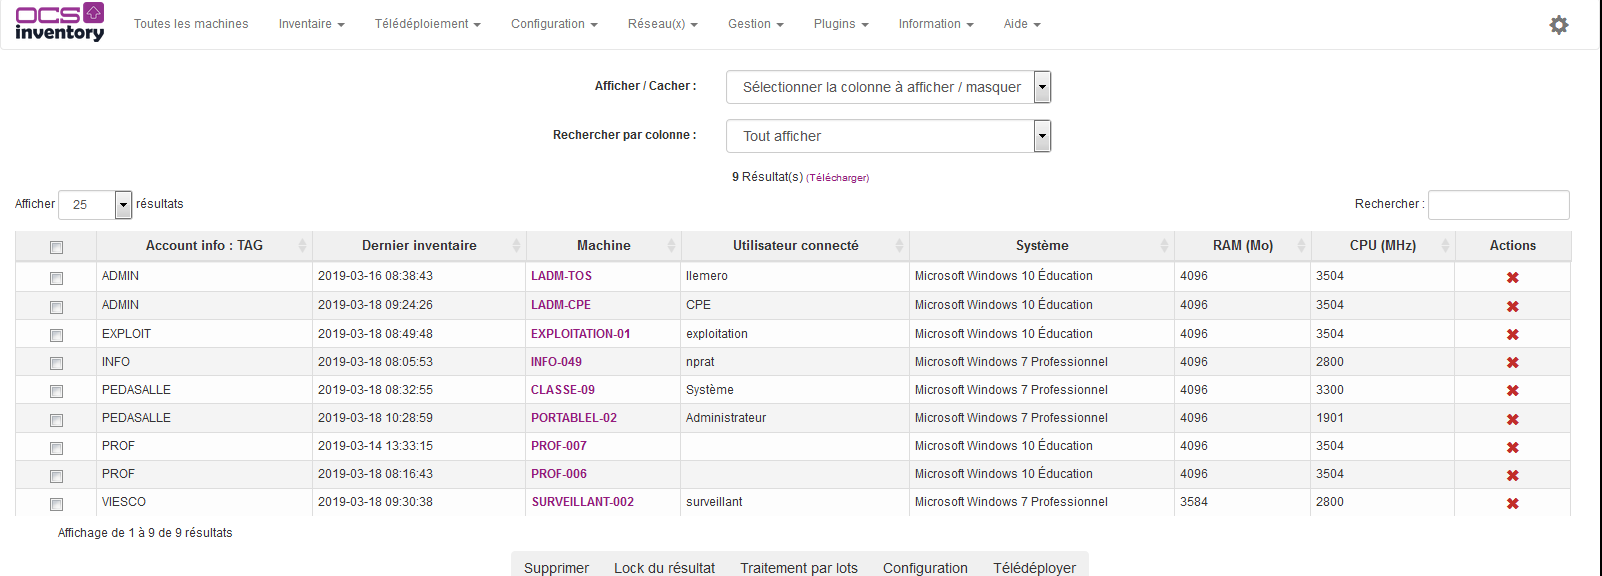 OCS inventory
Toutes les machines Inventaire Télédéploiement Configuration Réseau(x) Gestion Plugins Information Aide
Afficher / Cacher : Sélectionner la colonne à afficher / masquer
Rechercher par colonne : Tout afficher
9 Résultat(s) (Télécharger)
Afficher 25 résultats Rechercher :
Account info : TAG Dernier inventaire Machine Utilisateur connecté Système RAM (Mo) CPU (MHz) Actions
ADMIN 2019-03-16 08:38:43 LADM-TOS llemero Microsoft Windows 10 Éducation 4096 3504
ADMIN 2019-03-18 09:24:26 LADM-CPE CPE Microsoft Windows 10 Éducation 4096 3504
EXPLOIT 2019-03-18 08:49:48 EXPLOITATION-01 exploitation Microsoft Windows 10 Éducation 4096 3504
INFO 2019-03-18 08:05:53 INFO-049 nprat Microsoft Windows 7 Professionnel 4096 2800
PEDASALLE 2019-03-18 08:32:55 CLASSE-09 Système Microsoft Windows 7 Professionnel 4096 3300
PEDASALLE 2019-03-18 10:28:59 PORTABLEL-02 Administrateur Microsoft Windows 7 Professionnel 4096 1901
PROF 2019-03-14 13:33:15 PROF-007 Microsoft Windows 10 Éducation 4096 3504
PROF 2019-03-18 08:16:43 PROF-006 Microsoft Windows 10 Éducation 4096 3504
VIESCO 2019-03-18 09:30:38 SURVEILLANT-002 surveillant Microsoft Windows 7 Professionnel 3584 2800
Affichage de 1 à 9 de 9 résultats
Supprimer Lock du résultat Traitement par lots Configuration Télédéployer